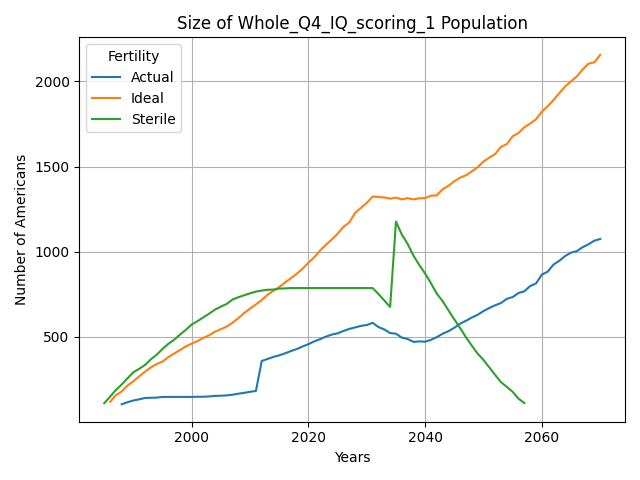 Size of Whole_Q4_IQ_scoring_1 Population
Fertility
Actual
Ideal
Sterile
Number of Americans
2000
1500
1000
500
2000 2020 2040 2060
Years